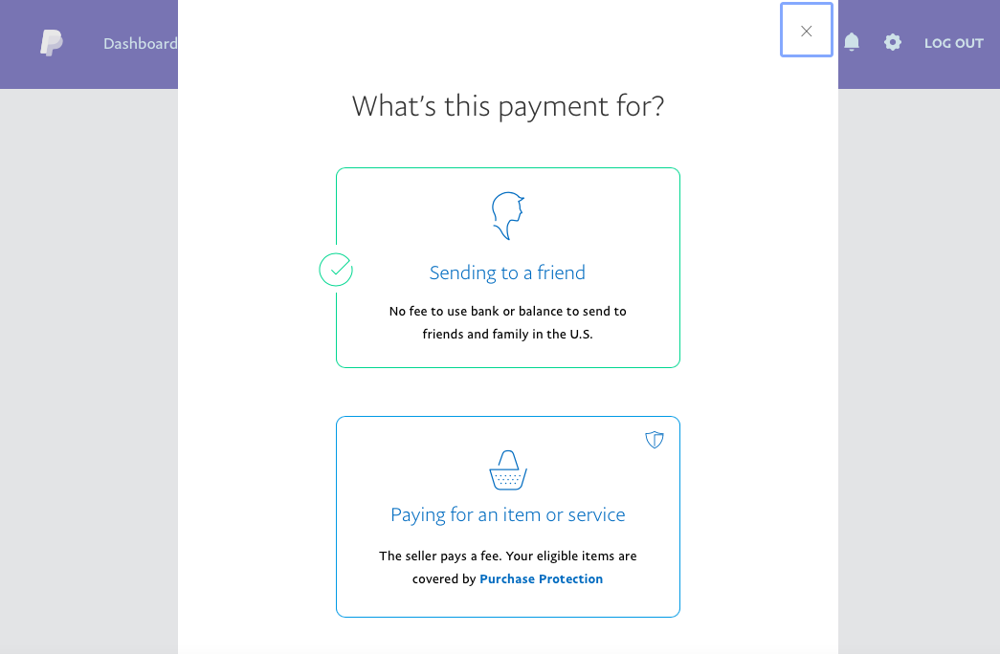 Dashboard
LOG OUT
What's this payment for?
Sending to a friend
No fee to use bank or balance to send to
friends and family in the U.S.
Paying for an item or service
The seller pays a fee. Your eligible items are
covered by Purchase Protection